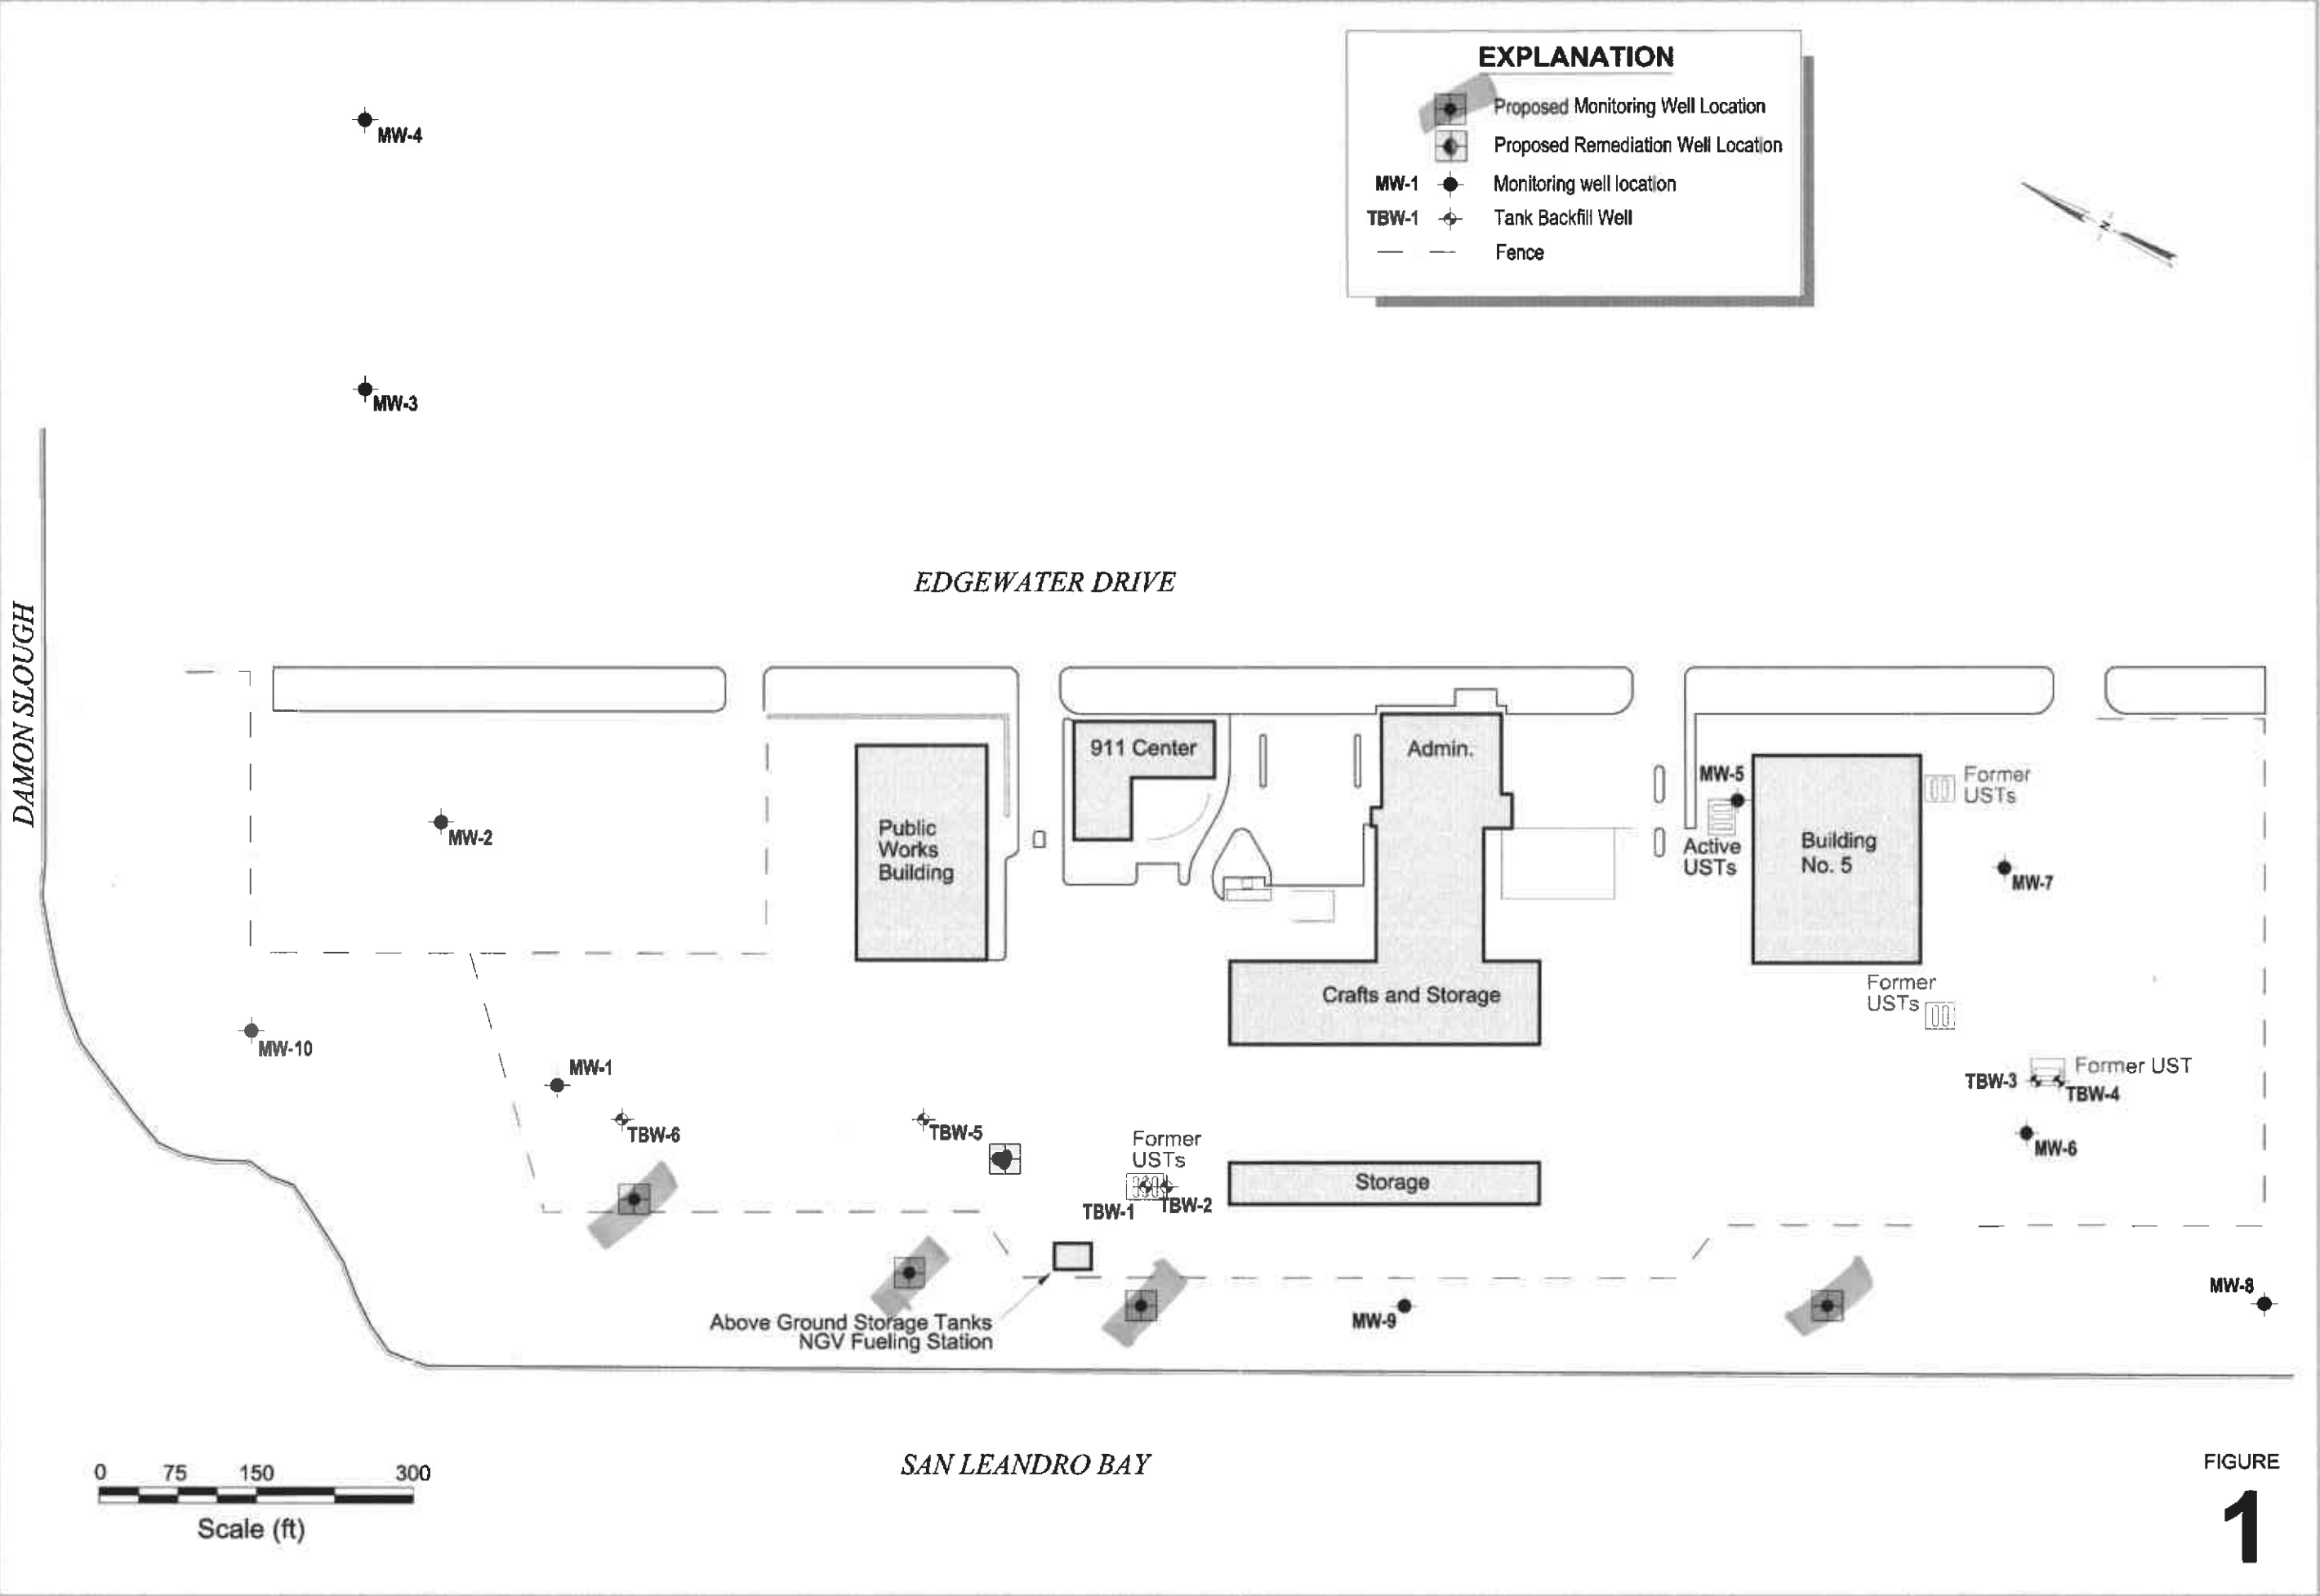 EXPLANATION
Proposed Monitoring Well Location
Proposed Remediation Well Location
MW-1 Monitoring well location
TBW-1 Tank Backfill Well
Fence
N
MW-4
MW-3
EDGEWATER DRIVE
DAMON SLOUGH
911 Center
Admin.
MW-5
Former
USTs
Public
Works
Building
MW-2
Active
USTs
Building
No. 5
MW-7
Former
USTs
Crafts and Storage
MW-10
MW-1
TBW-6
TBW-5
Former
USTs
TBW-1
TBW-2
Storage
Former UST
TBW-3
TBW-4
MW-6
Above Ground Storage Tanks
NGV Fueling Station
MW-9
MW-8
SAN LEANDRO BAY
0 75 150 300
Scale (ft)
FIGURE
1